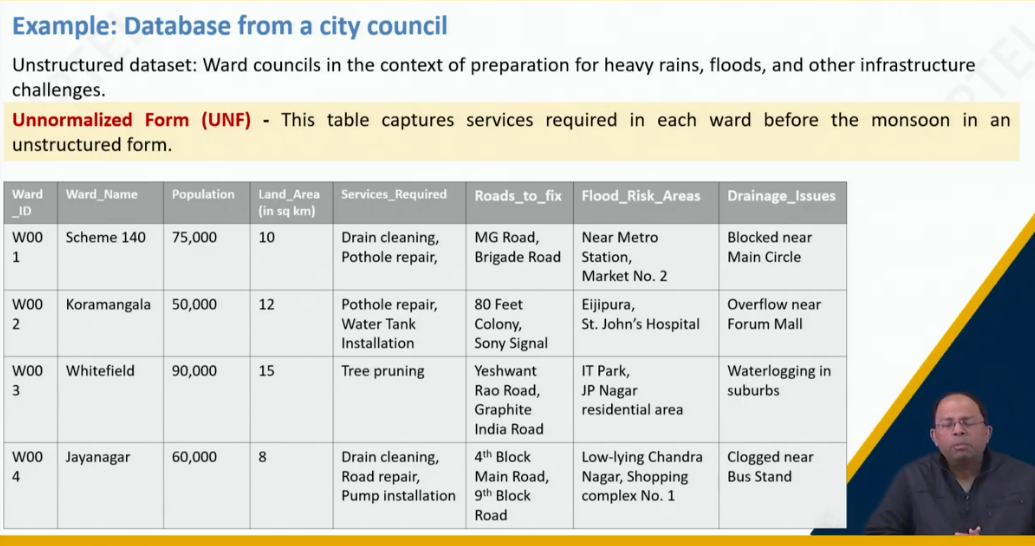 Example: Database from a city council
Unstructured dataset: Ward councils in the context of preparation for heavy rains, floods, and other infrastructure
challenges.
Unnormalized Form (UNF) - This table captures services required in each ward before the monsoon in an
unstructured form.
Ward
_ID
Ward_Name
Population
Land_Area
(in sq km)
Services_Required
Roads_to_fix
Flood_Risk_Areas
Drainage_Issues
W00
1
Scheme 140
75,000
10
Drain cleaning,
Pothole repair,
MG Road,
Brigade Road
Near Metro
Station,
Market No. 2
Blocked near
Main Circle
W00
2
Koramangala
50,000
12
Pothole repair,
Water Tank
Installation
80 Feet
Colony,
Sony Signal
Eijipura,
St. John's Hospital
Overflow near
Forum Mall
W00
3
Whitefield
90,000
15
Tree pruning
Yeshwant
Rao Road,
Graphite
India Road
IT Park,
JP Nagar
residential area
Waterlogging in
suburbs
W00
4
Jayanagar
60,000
8
Drain cleaning,
Road repair,
Pump installation
4th Block
Main Road,
9th Block
Road
Low-lying Chandra
Nagar, Shopping
complex No. 1
Clogged near
Bus Stand